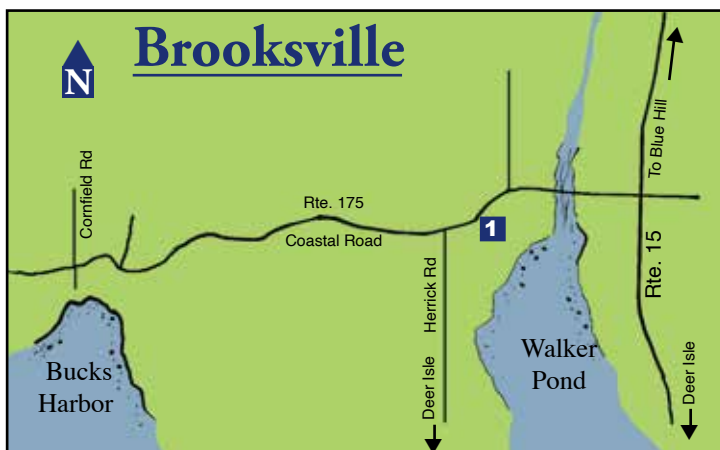 Brooksville
N
To Blue Hill
Cornfield Rd
Rte. 175
Coastal Road
1
Rte. 15
Herrick Rd
Walker
Pond
Bucks
Harbor
Deer Isle
Deer Isle